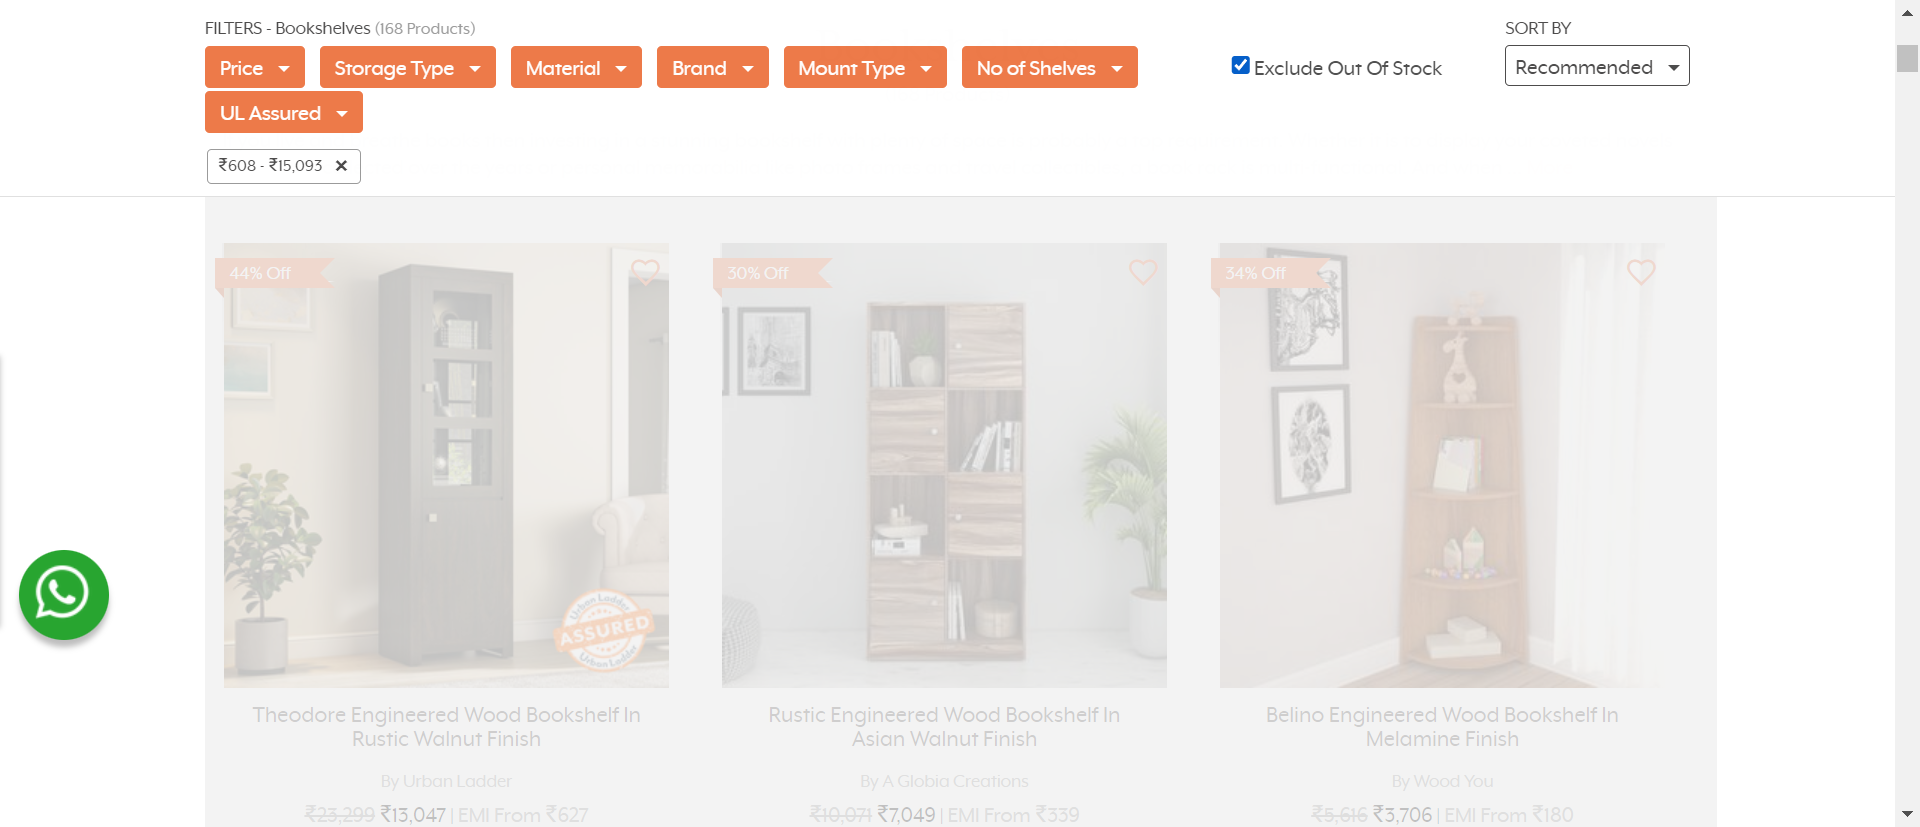 FILTERS - Bookshelves (168 Products)
SORT BY
Price
Storage Type
Material
Brand
Mount Type
No of Shelves
Exclude Out Of Stock
Recommended
UL Assured
₹608 - ₹15,093 ✕
44% Off
30% Off
34% Off
Urban Ladder
ASSURED
Urban Ladder
Theodore Engineered Wood Bookshelf In
Rustic Walnut Finish
By Urban Ladder
₹23,299 ₹13,047 | EMI From ₹627
Rustic Engineered Wood Bookshelf In
Asian Walnut Finish
By A Globia Creations
₹10,071 ₹7,049 | EMI From ₹339
Belino Engineered Wood Bookshelf In
Melamine Finish
By Wood You
₹5,616 ₹3,706 | EMI From ₹180